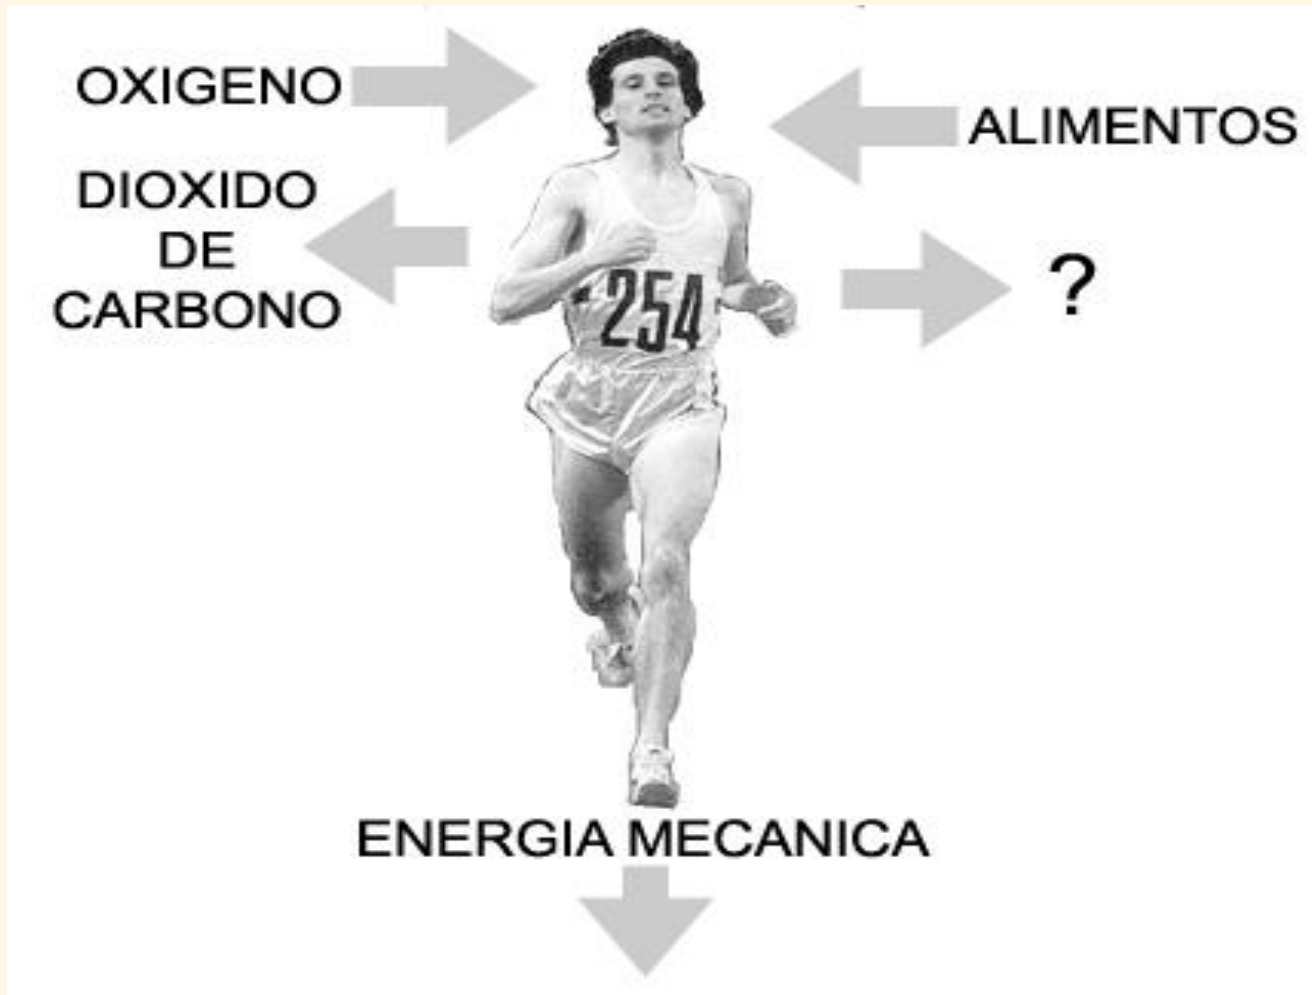 OXIGENO
ALIMENTOS
DIOXIDO
DE
CARBONO
?
254
ENERGIA MECANICA